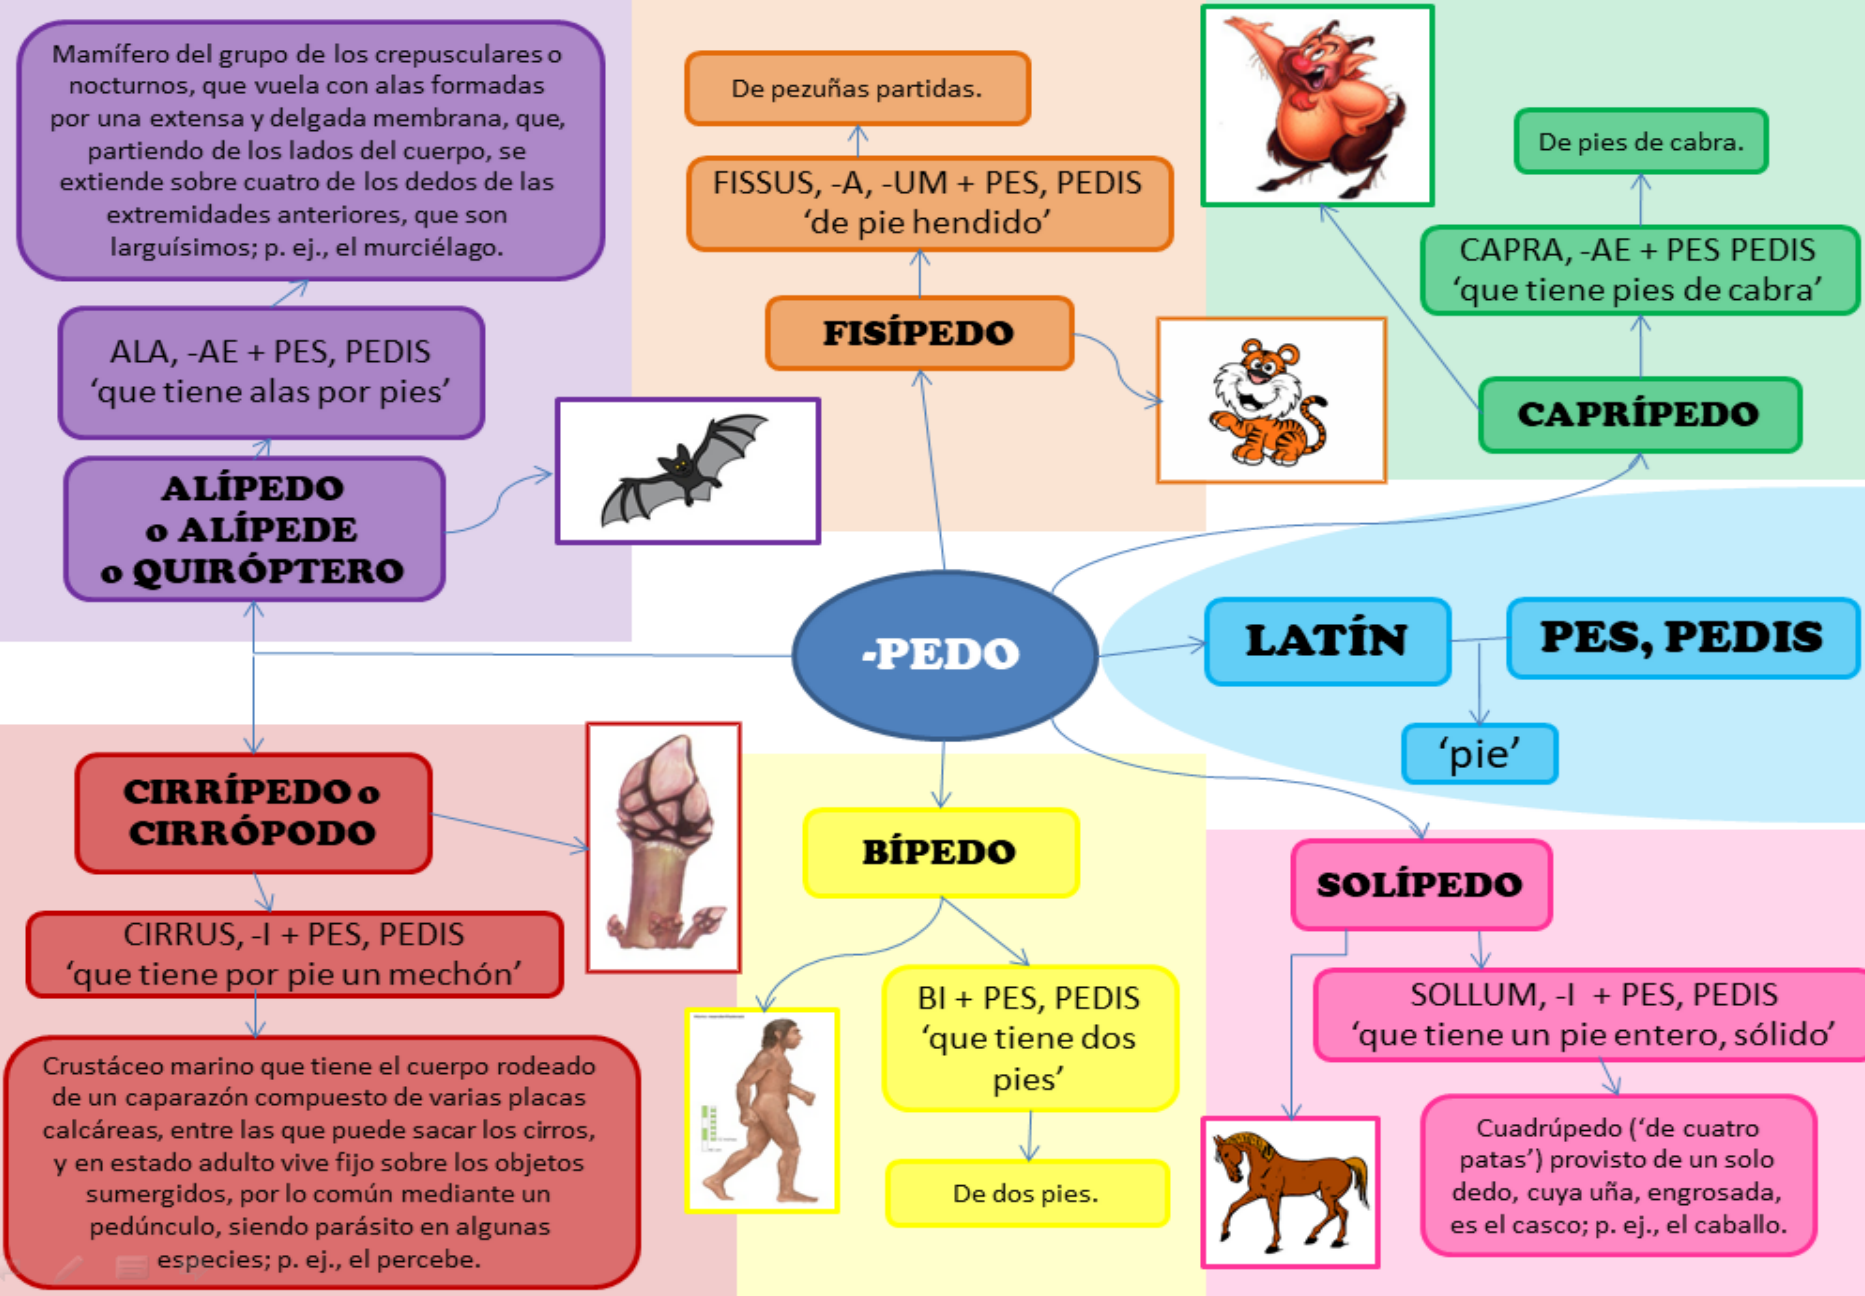 Mamífero del grupo de los crepusculares o
nocturnos, que vuela con alas formadas
por una extensa y delgada membrana, que,
partiendo de los lados del cuerpo, se
extiende sobre cuatro de los dedos de las
extremidades anteriores, que son
larguísimos; p. ej., el murciélago.
ALA, -AE + PES, PEDIS
‘que tiene alas por pies’
ALÍPEDO
o ALÍPEDE
o QUIRÓPTERO
De pezuñas partidas.
FISSUS, -A, -UM + PES, PEDIS
‘de pie hendido’
FISÍPEDO
De pies de cabra.
CAPRA, -AE + PES PEDIS
‘que tiene pies de cabra’
CAPRÍPEDO
-PEDO
LATÍN
PES, PEDIS
‘pie’
CIRRÍPEDO o
CIRRÓPODO
CIRRUS, -I + PES, PEDIS
‘que tiene por pie un mechón’
Crustáceo marino que tiene el cuerpo rodeado
de un caparazón compuesto de varias placas
calcáreas, entre las que puede sacar los cirros,
y en estado adulto vive fijo sobre los objetos
sumergidos, por lo común mediante un
pedúnculo, siendo parásito en algunas
especies; p. ej., el percebe.
BÍPEDO
BI + PES, PEDIS
‘que tiene dos
pies’
De dos pies.
SOLÍPEDO
SOLLUM, -I + PES, PEDIS
‘que tiene un pie entero, sólido’
Cuadrúpedo (‘de cuatro
patas’) provisto de un solo
dedo, cuya uña, engrosada,
es el casco; p. ej., el caballo.